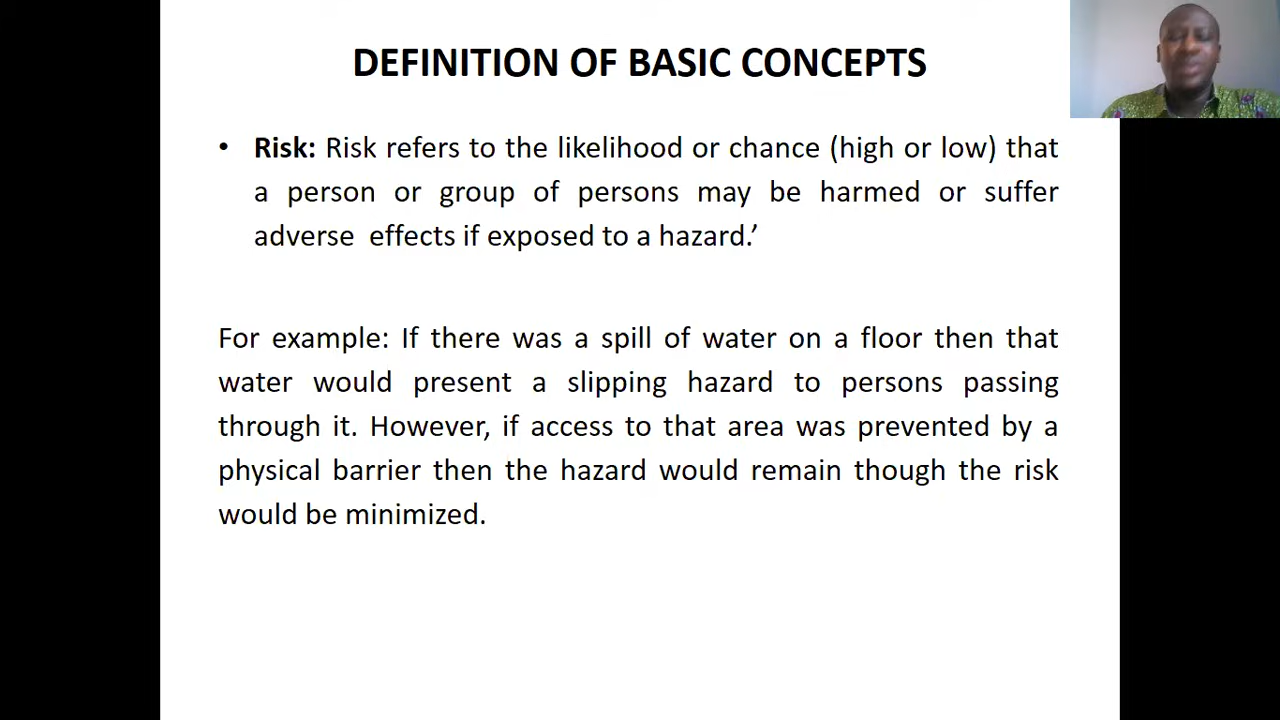 DEFINITION OF BASIC CONCEPTS
• Risk: Risk refers to the likelihood or chance (high or low) that
a person or group of persons may be harmed or suffer
adverse effects if exposed to a hazard.’
For example: If there was a spill of water on a floor then that
water would present a slipping hazard to persons passing
through it. However, if access to that area was prevented by a
physical barrier then the hazard would remain though the risk
would be minimized.